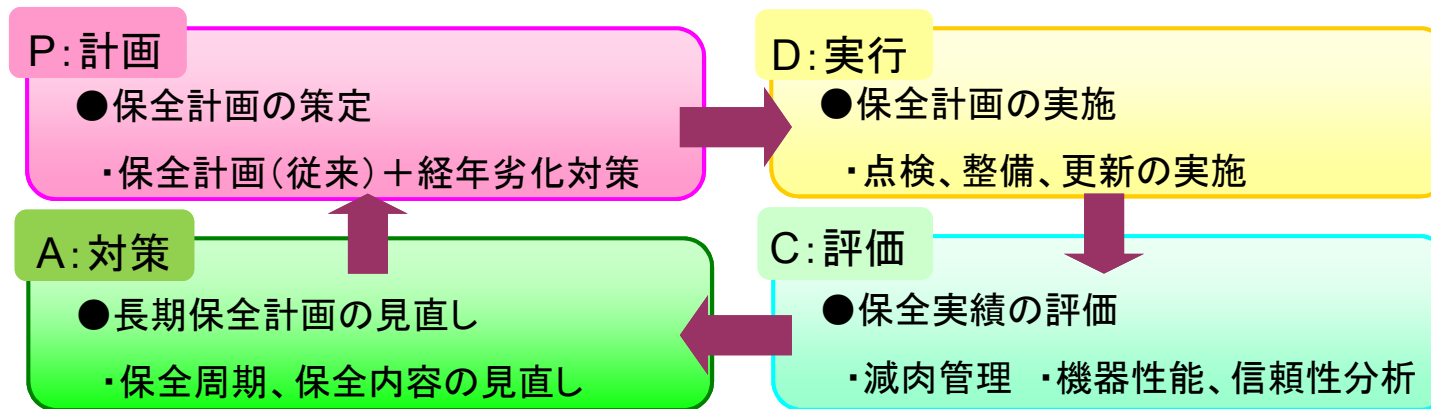 P:計画
●保全計画の策定
・保全計画(従来)+経年劣化対策
D:実行
●保全計画の実施
・点検、整備、更新の実施
A:対策
●長期保全計画の見直し
・保全周期、保全内容の見直し
C:評価
●保全実績の評価
・減肉管理 ・機器性能、信頼性分析